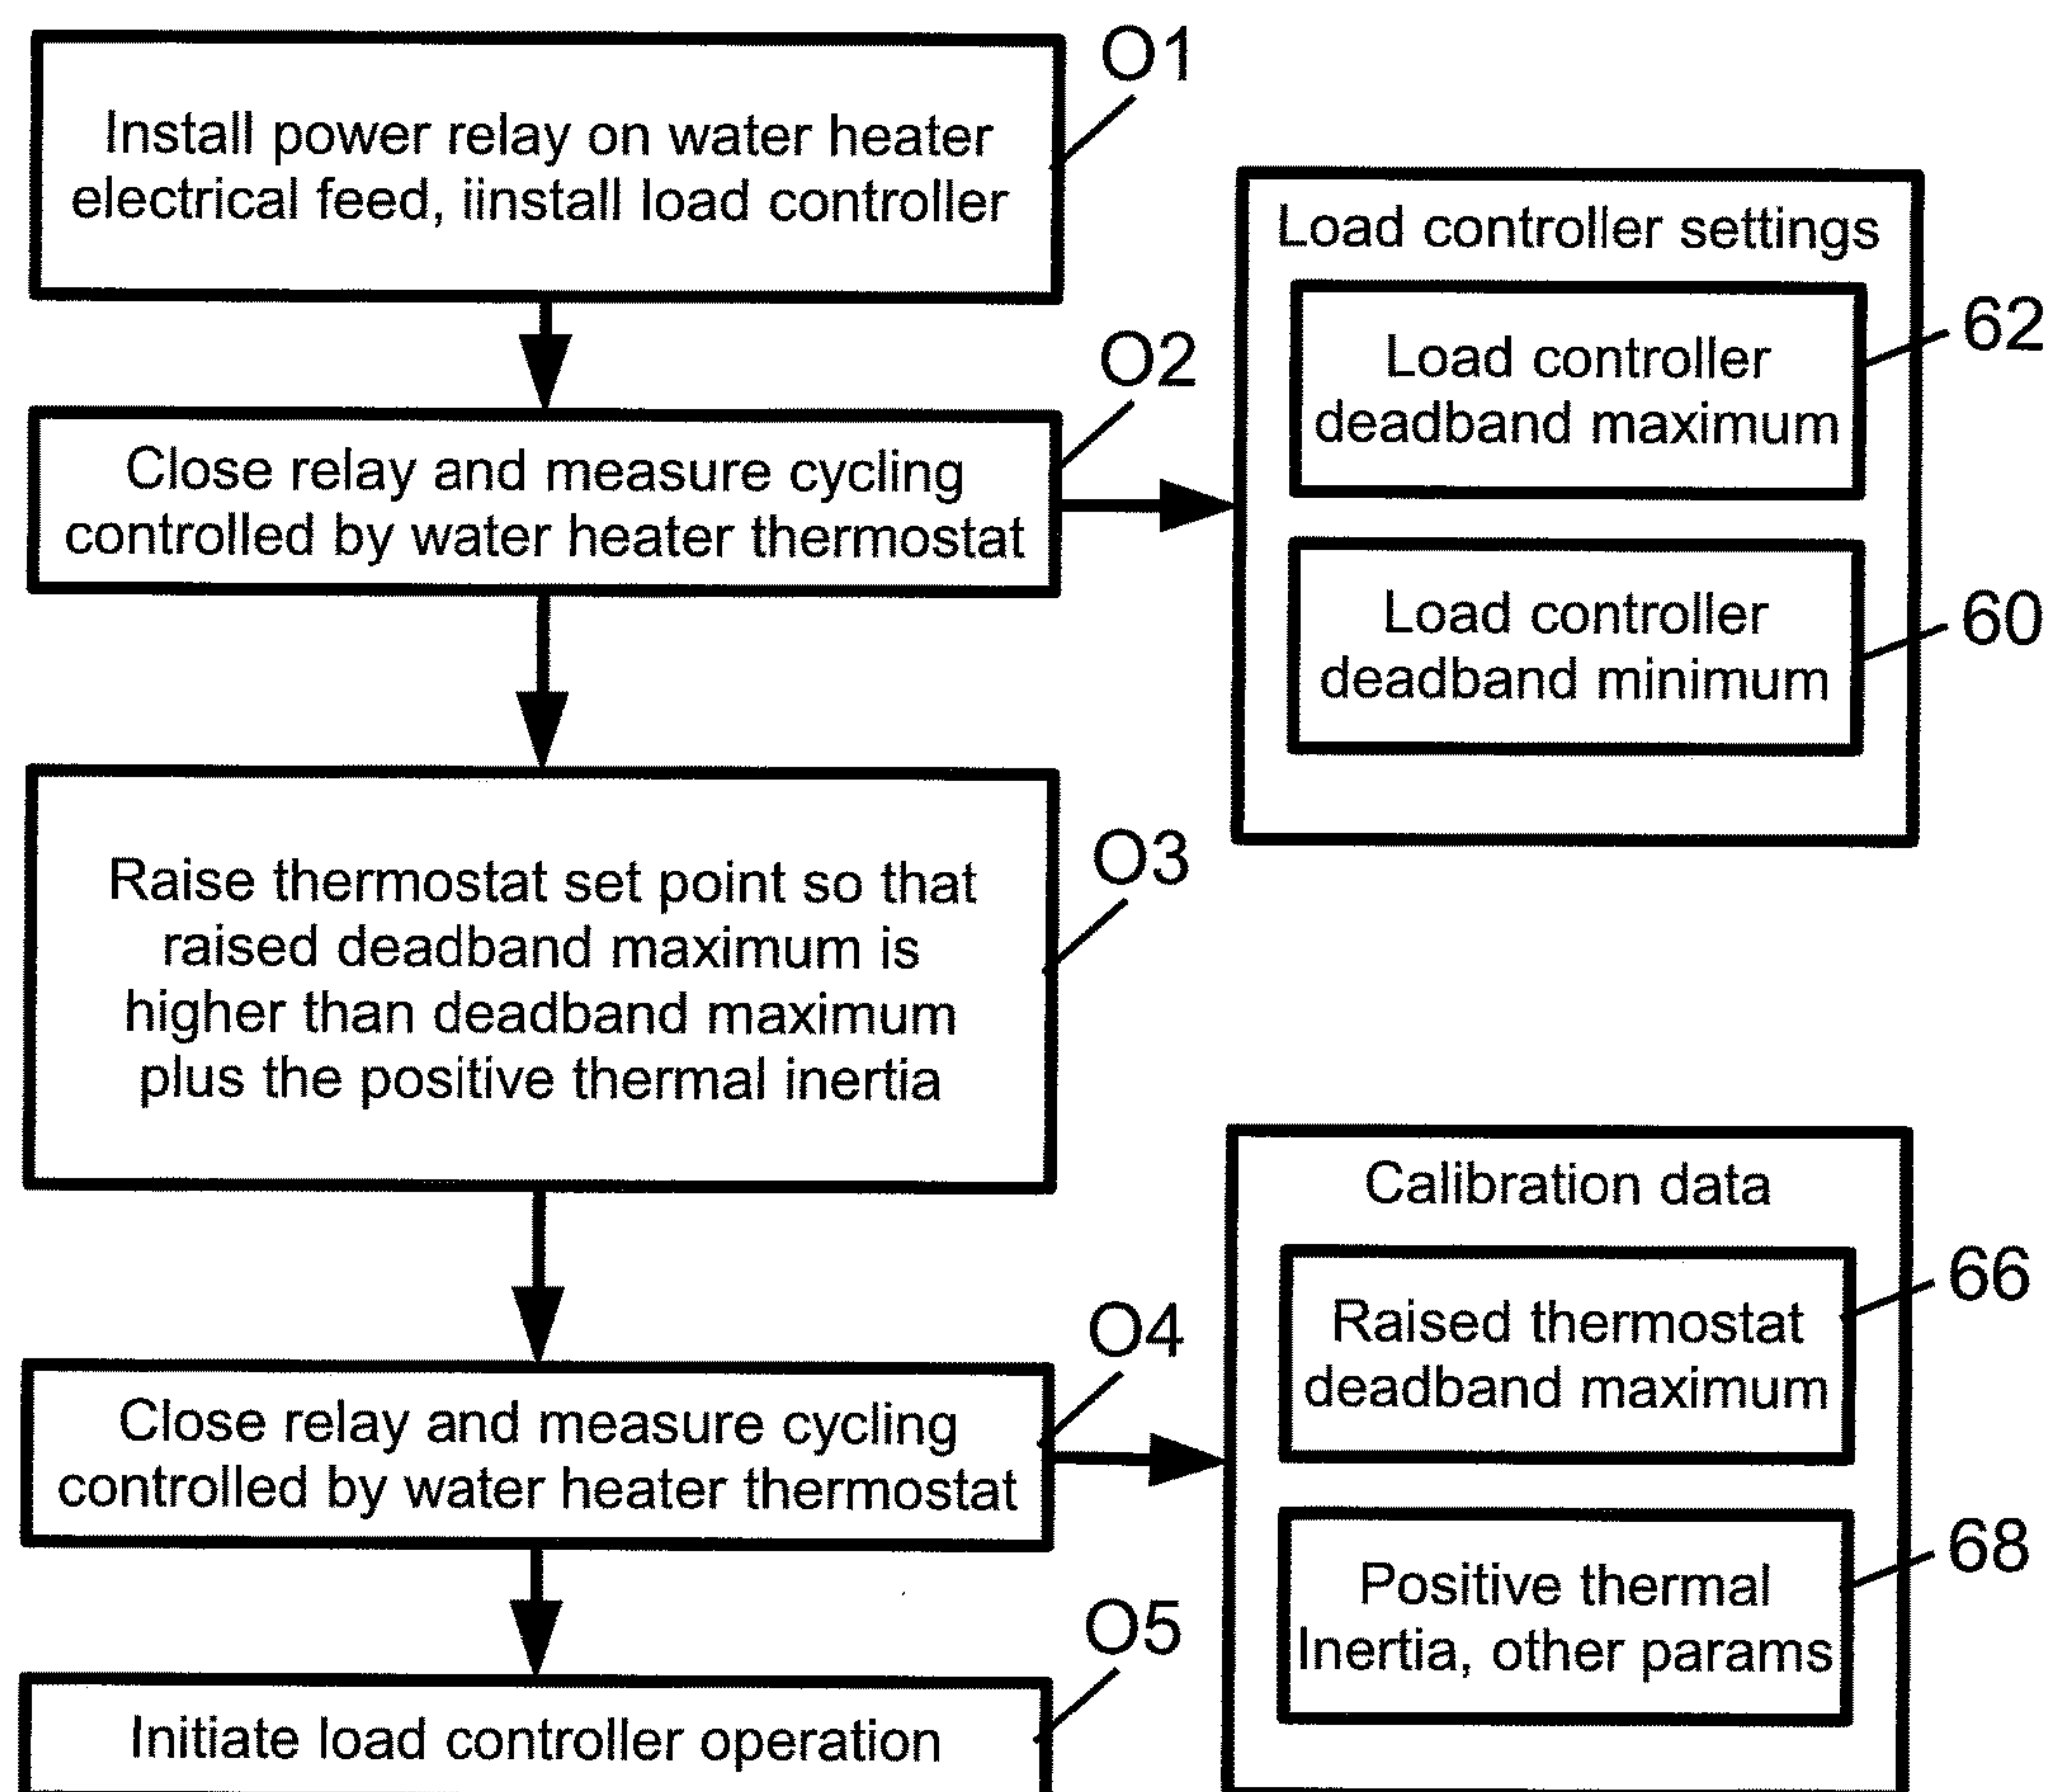 O1
Install power relay on water heater
electrical feed, iinstall load controller
O2
Close relay and measure cycling
controlled by water heater thermostat
Load controller settings
62
Load controller
deadband maximum
60
Load controller
deadband minimum
O3
Raise thermostat set point so that
raised deadband maximum is
higher than deadband maximum
plus the positive thermal inertia
O4
Close relay and measure cycling
controlled by water heater thermostat
Calibration data
66
Raised thermostat
deadband maximum
68
Positive thermal
Inertia, other params
O5
Initiate load controller operation